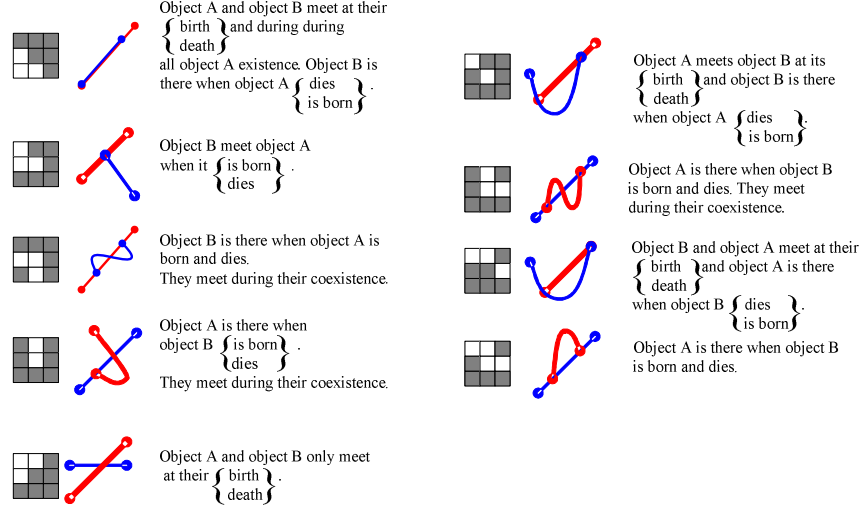 Object A and object B meet at their
{ birth } and during during
{ death }
all object A existence. Object B is
there when object A { dies
{ is born } .
Object B meet object A
when it { is born } .
{ dies }
Object B is there when object A is
born and dies.
They meet during their coexistence.
Object A is there when
object B { is born } .
{ dies }
They meet during their coexistence.
Object A and object B only meet
at their { birth } .
{ death }
Object A meets object B at its
{ birth } and object B is there
{ death }
when object A { dies } .
{ is born }
Object A is there when object B
is born and dies. They meet
during their coexistence.
Object B and object A meet at their
{ birth } and object A is there
{ death }
when object B { dies } .
{ is born }
Object A is there when object B
is born and dies.